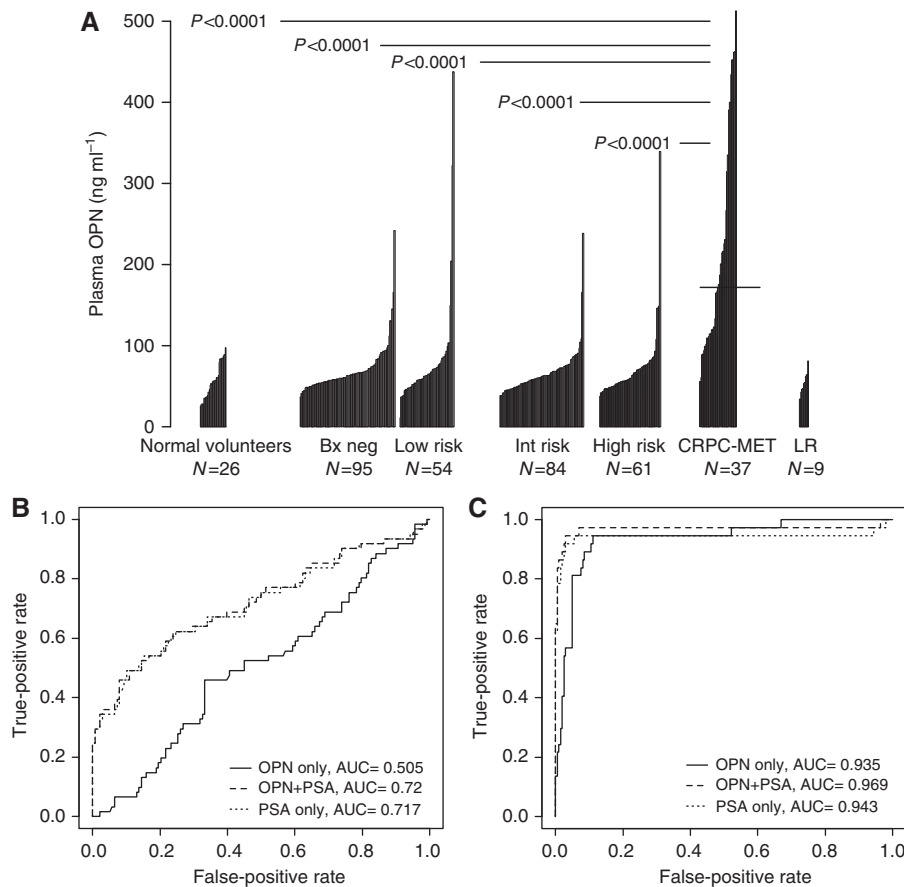 A
Plasma OPN (ng ml⁻¹)
500
400
300
200
100
0
P<0.0001
P<0.0001
P<0.0001
P<0.0001
P<0.0001
Normal volunteers Bx neg Low risk Int risk High risk CRPC-MET LR
N=26 N=95 N=54 N=84 N=61 N=37 N=9
B
True-positive rate
1.0
0.8
0.6
0.4
0.2
0.0
OPN only, AUC= 0.505
OPN+PSA, AUC= 0.72
PSA only, AUC= 0.717
0.0 0.2 0.4 0.6 0.8 1.0
False-positive rate
C
True-positive rate
1.0
0.8
0.6
0.4
0.2
0.0
OPN only, AUC= 0.935
OPN+PSA, AUC= 0.969
PSA only, AUC= 0.943
0.0 0.2 0.4 0.6 0.8 1.0
False-positive rate